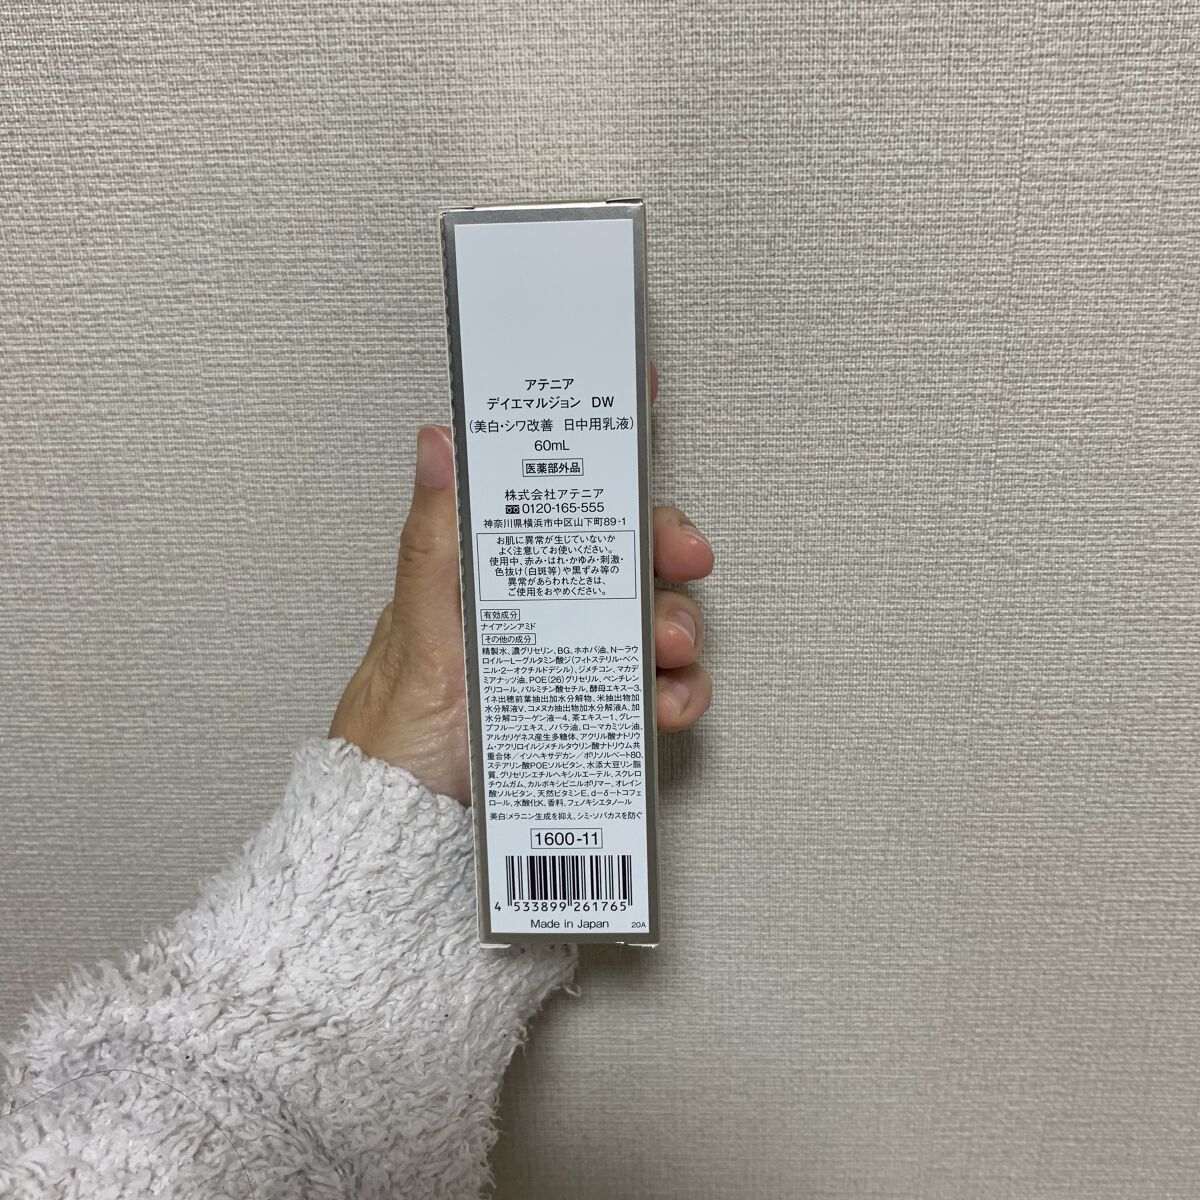 アテニア
デイエマルジョン DW
(美白・シワ改善 日中用乳液)
60mL
医薬部外品
株式会社アテニア
0120-165-555
神奈川県横浜市中区山下町89-1
お肌に異常が生じていないか
よく注意してお使いください。
使用中、赤み・はれ・かゆみ・刺激・
色抜け(白斑等)や黒ずみ等の
異常があらわれたときは、
ご使用をおやめください。
有効成分
ナイアシンアミド
その他の成分
精製水、濃グリセリン、BG、ホホバ油、N-ラウ
ロイル-L-グルタミン酸ジ(フィトステリル・ベヘ
ニル・2-オクチルドデシル)、ジメチコン、マカデ
ミアナッツ油、POE(26)グリセリル、ペンチレン
グリコール、パルミチン酸セチル、酵母エキス-3、
イネ出穂前葉抽出加水分解物、米抽出物加
水分解液V、コメヌカ抽出物加水分解液A、加
水分解コラーゲン液-4、茶エキス-1、グレー
プフルーツエキス、ノバラ油、ローマカミツレ油、
アルカリゲネス産生多糖体、アクリル酸ナトリウ
ム・アクリロイルジメチルタウリン酸ナトリウム共
重合体/イソヘキサデカン/ポリソルベート80、
ステアリン酸POEソルビタン、水添大豆リン脂
質、グリセリンエチルヘキシルエーテル、スクレロ
チウムガム、カルボキシビニルポリマー、オレイン
酸ソルビタン、天然ビタミンE、d-δ-トコフェ
ロール、水酸化K、香料、フェノキシエタノール
美白:メラニン生成を抑え、シミ・ソバカスを防ぐ
1600-11
4 533899 261765
Made in Japan 20A